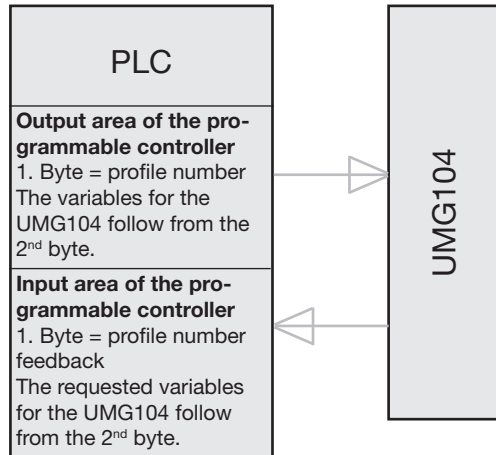 PLC
Output area of the pro-
grammable controller
1. Byte = profile number
The variables for the
UMG104 follow from the
2nd byte.
Input area of the pro-
grammable controller
1. Byte = profile number
feedback
The requested variables
for the UMG104 follow
from the 2nd byte.
UMG104